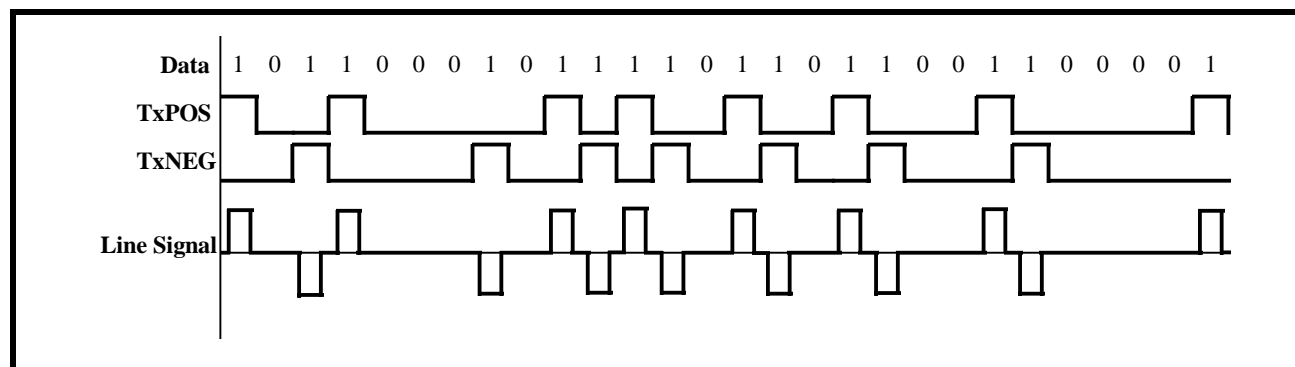 Data 1 0 1 1 0 0 0 1 0 1 1 1 1 0 1 1 0 1 1 0 0 1 1 0 0 0 0 1
TxPOS
TxNEG
Line Signal